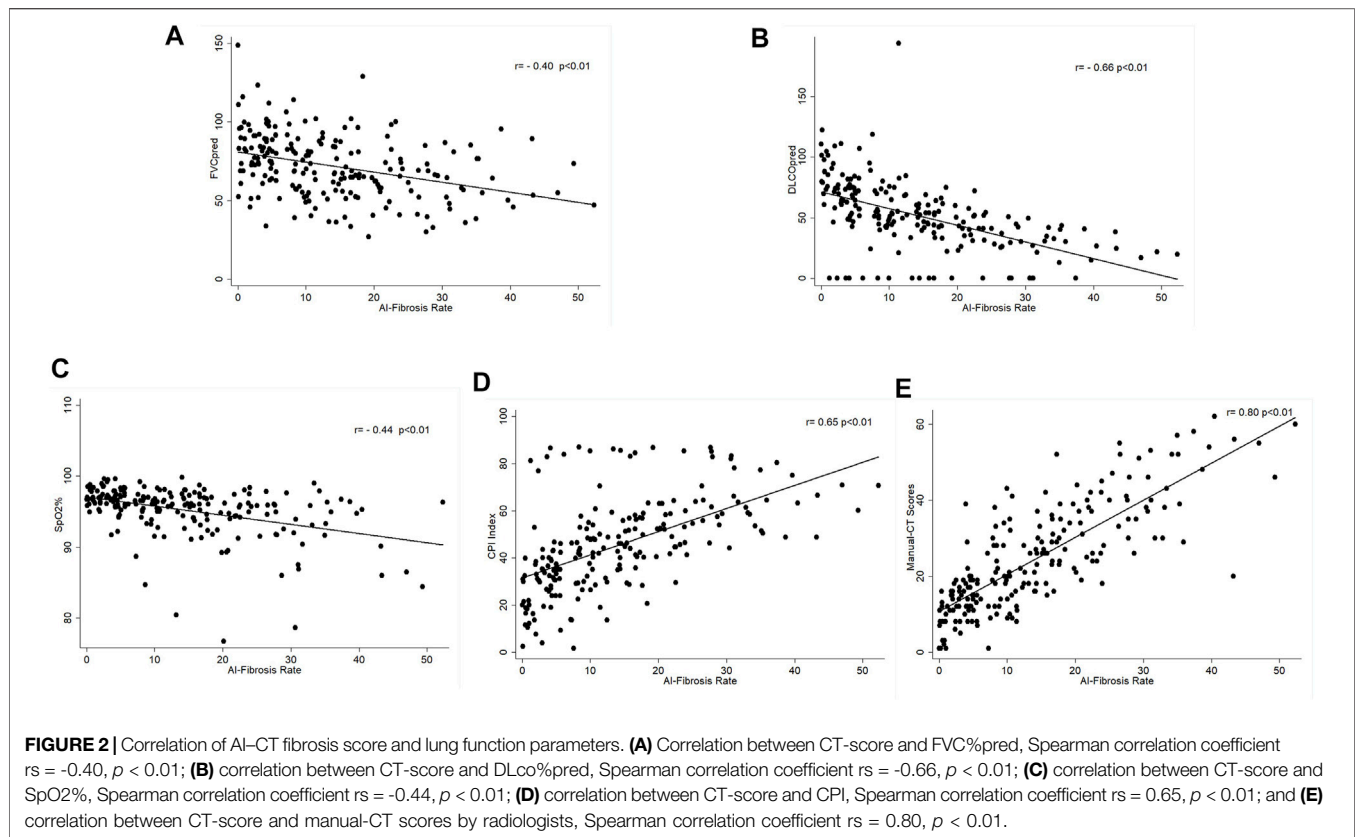 A
150
r= - 0.40 p<0.01
100
FVCpred
50
0
0 10 20 30 40 50
AI-Fibrosis Rate
B
200
r= - 0.66 p<0.01
150
100
DLCOpred
50
0
0 10 20 30 40 50
AI-Fibrosis Rate
C
110
r= - 0.44 p<0.01
100
SpO2%
90
80
0 10 20 30 40 50
AI-Fibrosis Rate
D
100
r= 0.65 p<0.01
80
60
CPI Index
40
20
0
0 10 20 30 40 50
AI-Fibrosis Rate
E
60
r= 0.80 p<0.01
40
Manual-CT Scores
20
0
0 10 20 30 40 50
AI-Fibrosis Rate
FIGURE 2 | Correlation of AI–CT fibrosis score and lung function parameters. (A) Correlation between CT-score and FVC%pred, Spearman correlation coefficient
rs = -0.40, p < 0.01; (B) correlation between CT-score and DLco%pred, Spearman correlation coefficient rs = -0.66, p < 0.01; (C) correlation between CT-score and
SpO2%, Spearman correlation coefficient rs = -0.44, p < 0.01; (D) correlation between CT-score and CPI, Spearman correlation coefficient rs = 0.65, p < 0.01; and (E)
correlation between CT-score and manual-CT scores by radiologists, Spearman correlation coefficient rs = 0.80, p < 0.01.